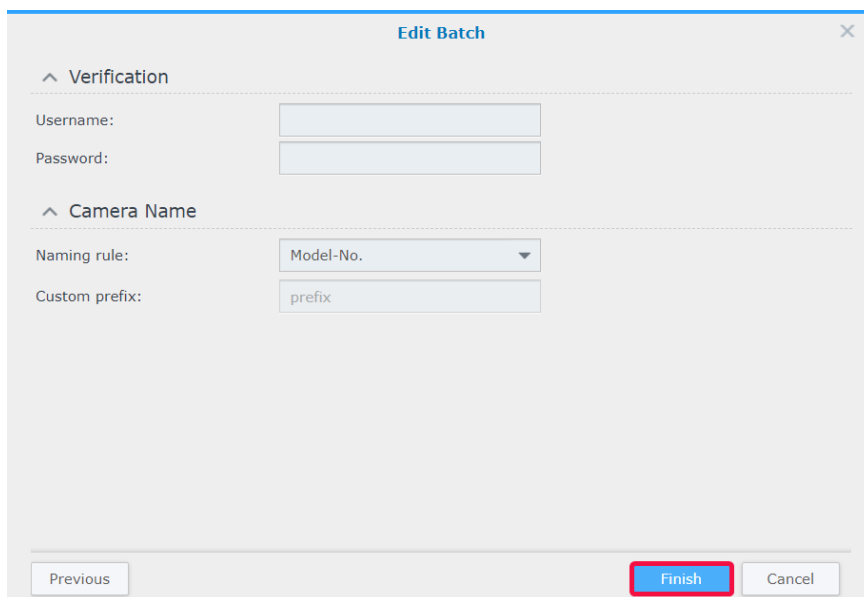 Edit Batch
Verification
Username:
Password:
Camera Name
Naming rule: Model-No.
Custom prefix: prefix
Previous Finish Cancel